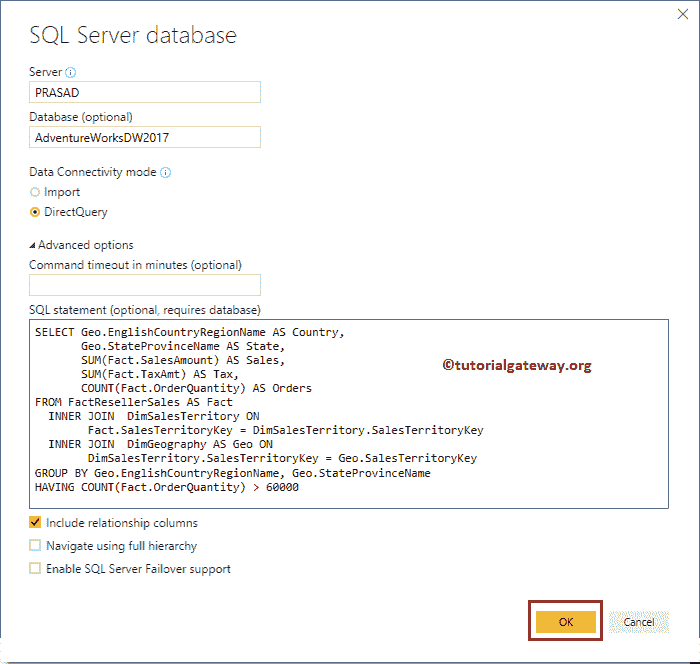 SQL Server database
Server
PRASAD
Database (optional)
AdventureWorksDW2017
Data Connectivity mode
Import
DirectQuery
Advanced options
Command timeout in minutes (optional)
SQL statement (optional, requires database)
SELECT Geo.EnglishCountryRegionName AS Country,
Geo.StateProvinceName AS State,
SUM(Fact.SalesAmount) AS Sales,
SUM(Fact.TaxAmt) AS Tax,
COUNT(Fact.OrderQuantity) AS Orders
FROM FactResellerSales AS Fact
INNER JOIN  DimSalesTerritory ON
Fact.SalesTerritoryKey = DimSalesTerritory.SalesTerritoryKey
INNER JOIN  DimGeography AS Geo ON
DimSalesTerritory.SalesTerritoryKey = Geo.SalesTerritoryKey
GROUP BY Geo.EnglishCountryRegionName, Geo.StateProvinceName
HAVING COUNT(Fact.OrderQuantity) > 60000
©tutorialgateway.org
Include relationship columns
Navigate using full hierarchy
Enable SQL Server Failover support
OK
Cancel